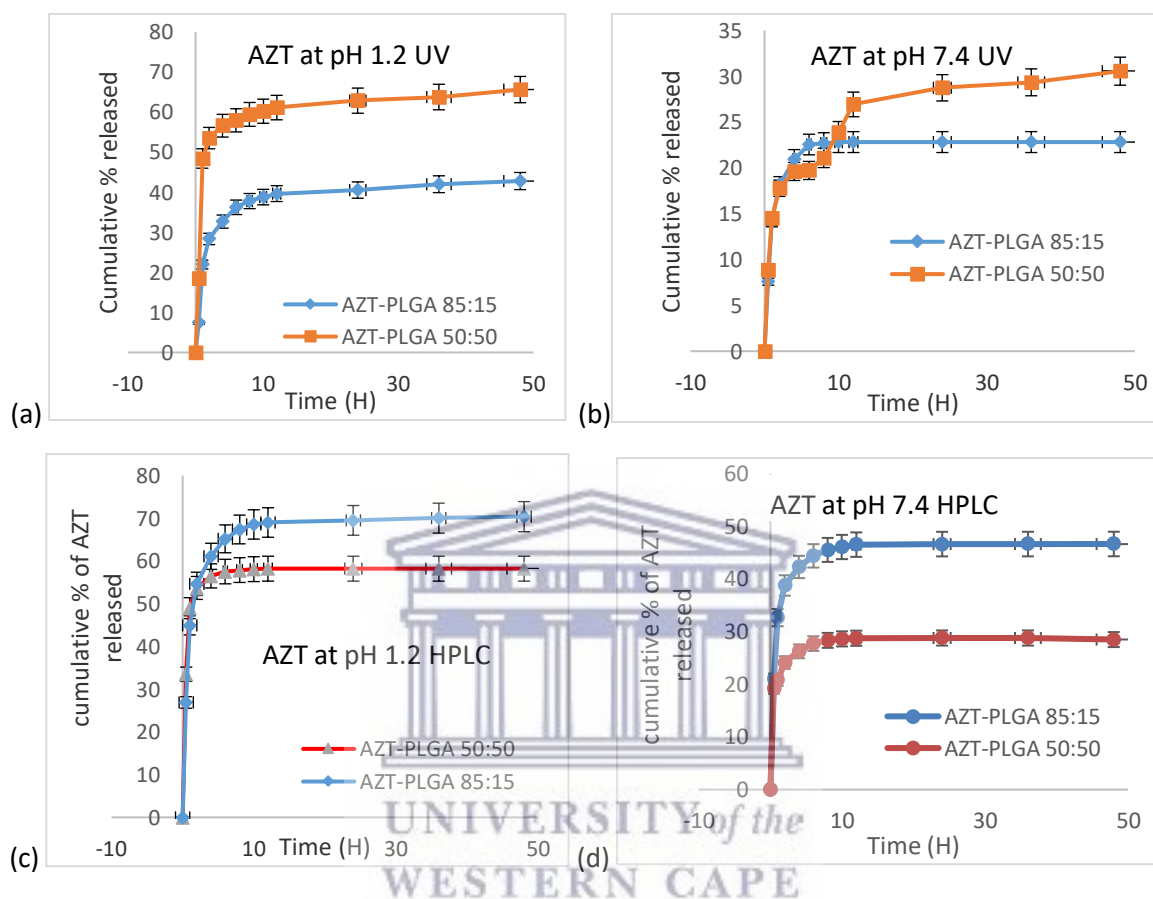 AZT at pH 1.2 UV
Cumulative % released
80
70
60
50
40
30
20
10
0
-10
10
30
50
Time (H)
AZT-PLGA 85:15
AZT-PLGA 50:50
(a)
AZT at pH 7.4 UV
Cumulative % released
35
30
25
20
15
10
5
0
-10
10
30
50
Time (H)
AZT-PLGA 85:15
AZT-PLGA 50:50
(b)
AZT at pH 1.2 HPLC
cumulative % of AZT
released
80
70
60
50
40
30
20
10
0
-10
10
30
50
Time (H)
AZT-PLGA 50:50
AZT-PLGA 85:15
(c)
AZT at pH 7.4 HPLC
cumulative % of AZT
released
60
50
40
30
20
10
0
-10
10
30
50
Time (H)
AZT-PLGA 85:15
AZT-PLGA 50:50
(d)
UNIVERSITY of the
WESTERN CAPE